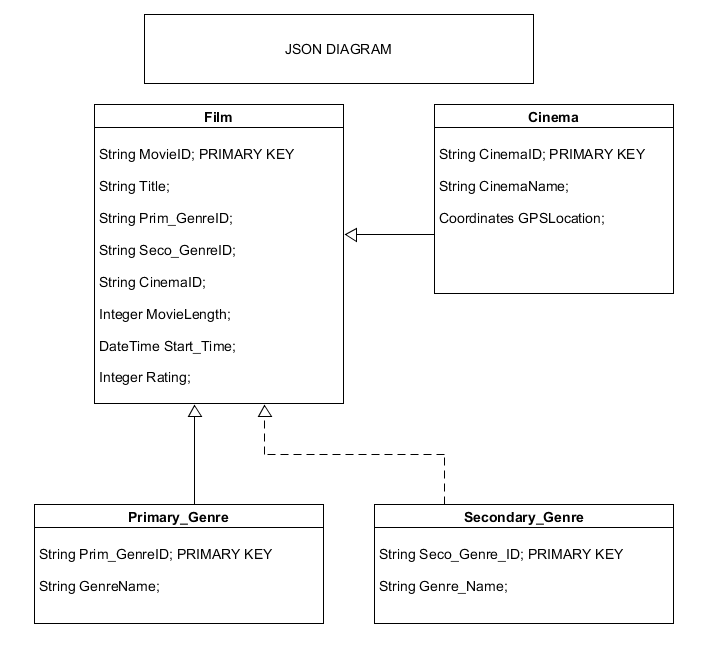 JSON DIAGRAM
Film
String MovieID; PRIMARY KEY
String Title;
String Prim_GenreID;
String Seco_GenreID;
String CinemaID;
Integer MovieLength;
DateTime Start_Time;
Integer Rating;
Cinema
String CinemaID; PRIMARY KEY
String CinemaName;
Coordinates GPSLocation;
Primary_Genre
String Prim_GenreID; PRIMARY KEY
String GenreName;
Secondary_Genre
String Seco_Genre_ID; PRIMARY KEY
String Genre_Name;